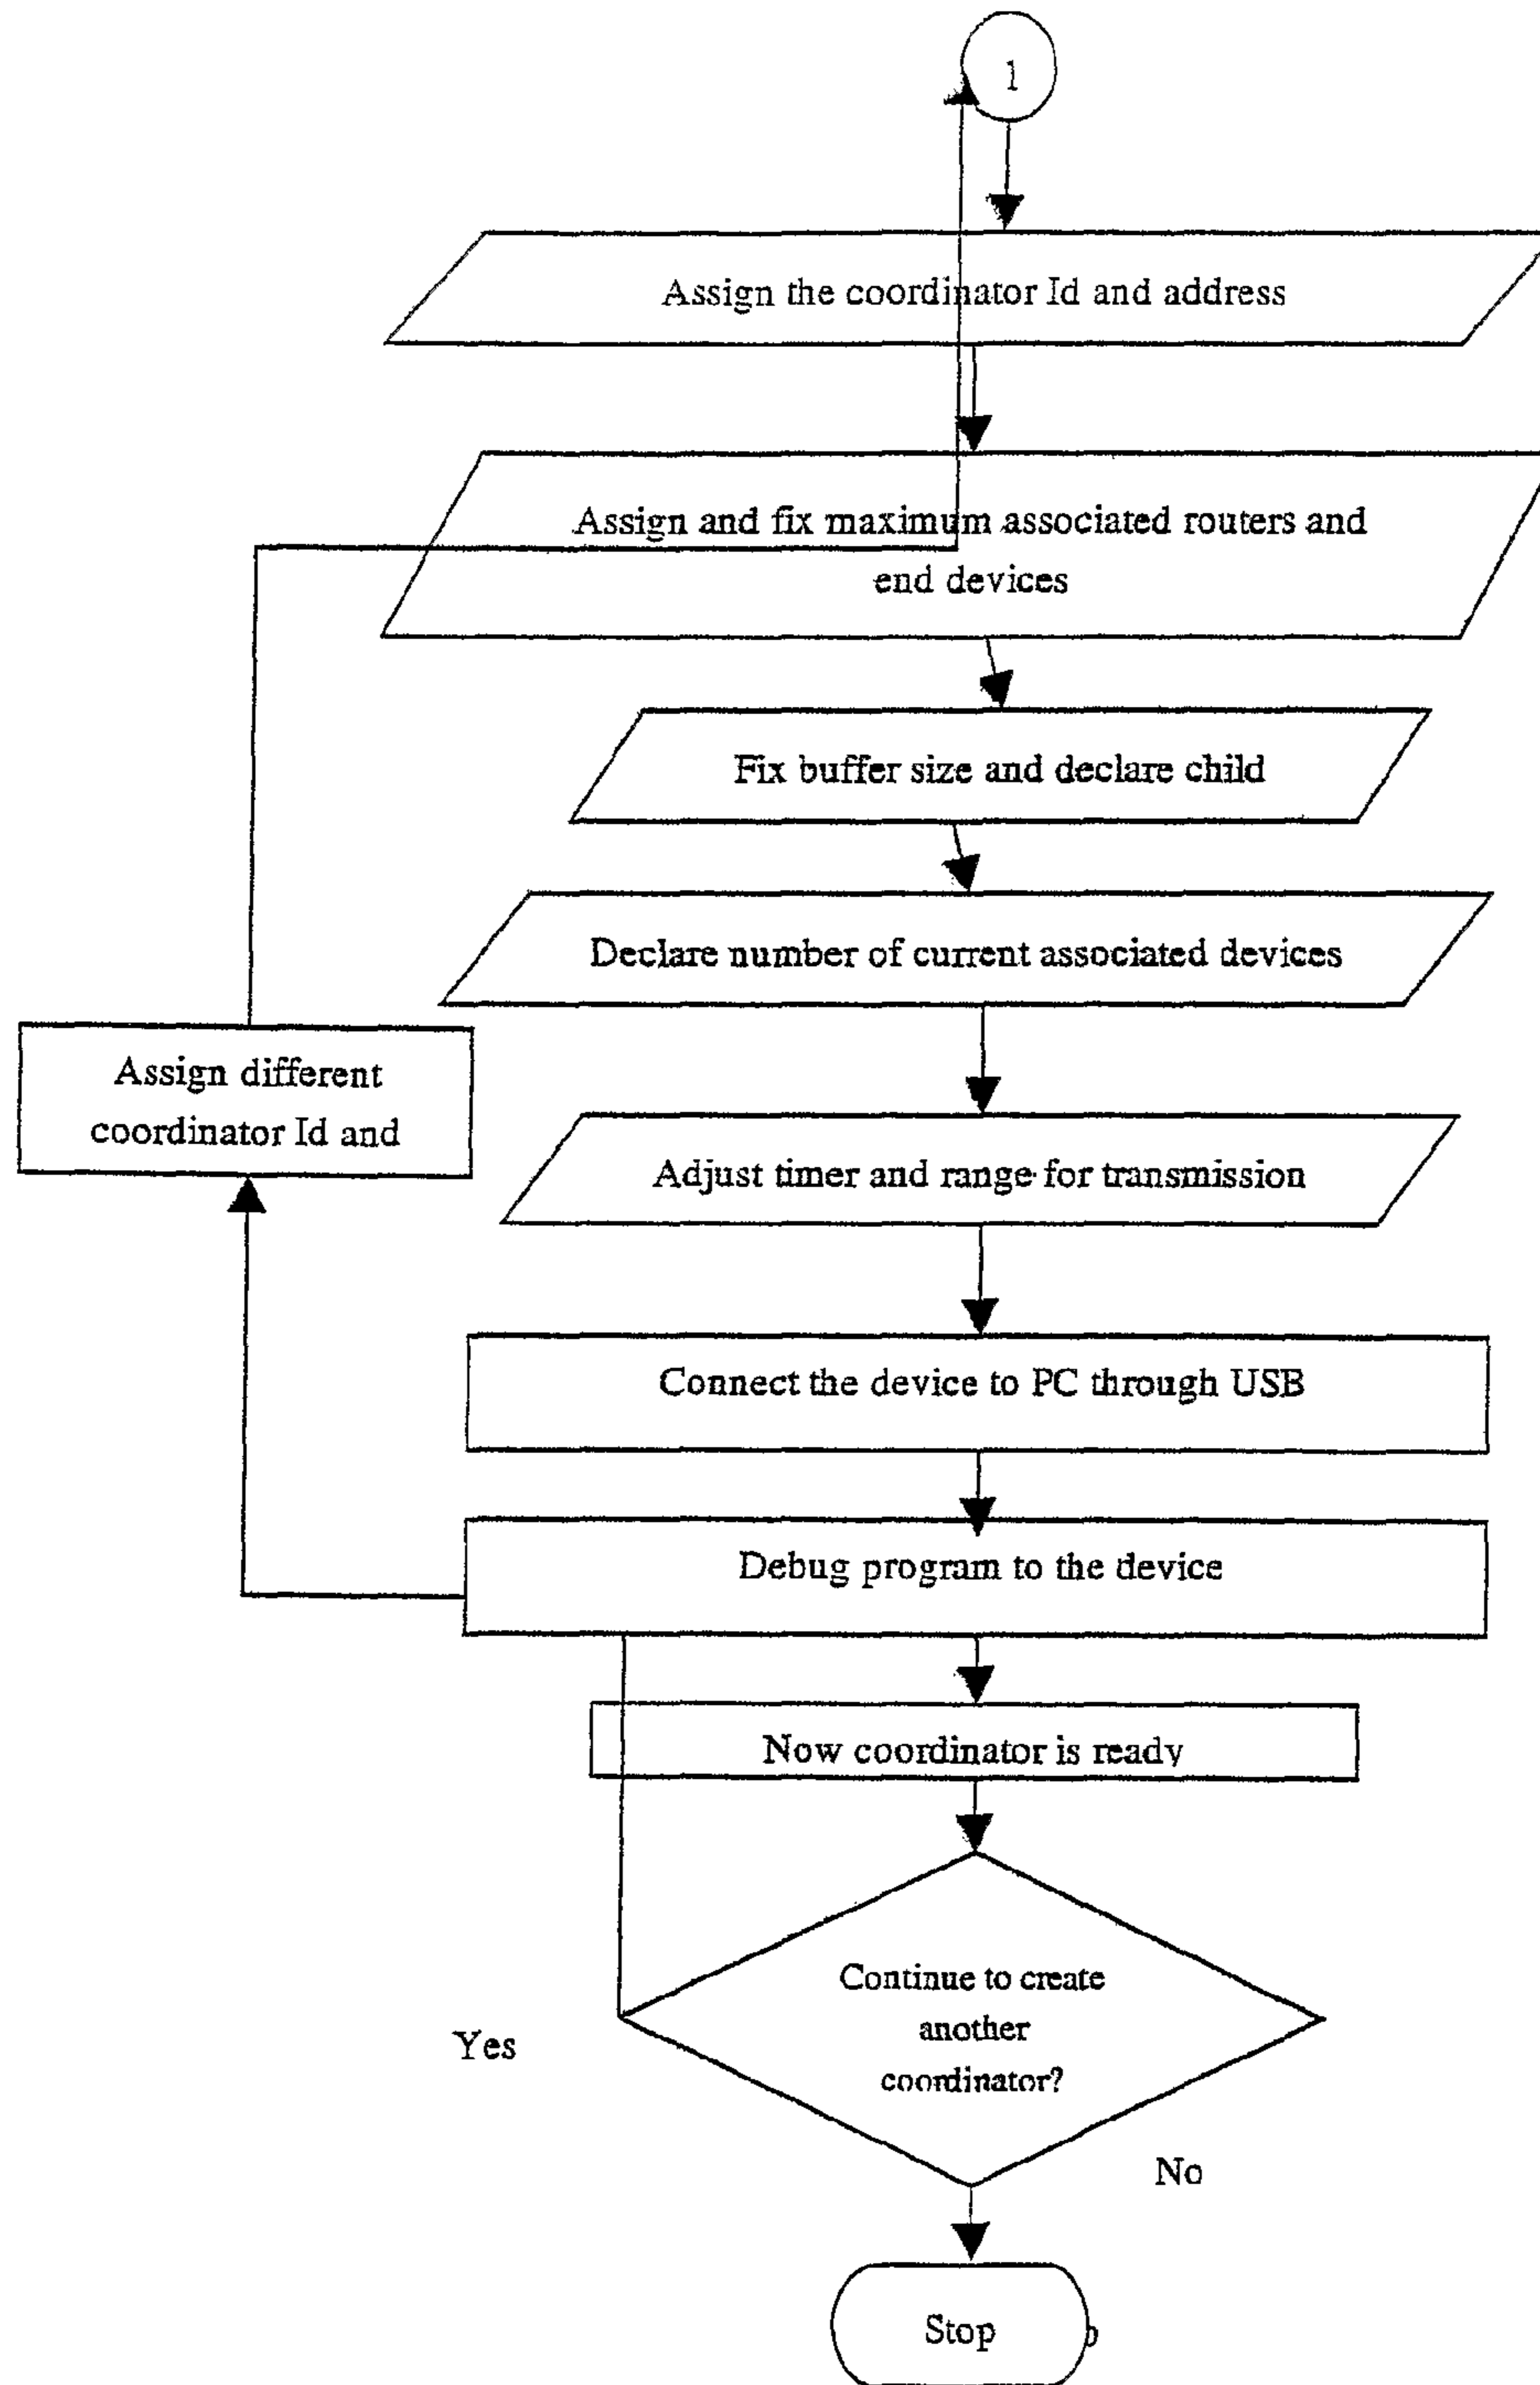 1
Assign the coordinator Id and address
Assign and fix maximum associated routers and
end devices
Fix buffer size and declare child
Declare number of current associated devices
Assign different
coordinator Id and
Adjust timer and range for transmission
Connect the device to PC through USB
Debug program to the device
Now coordinator is ready
Continue to create
another
coordinator?
Yes
No
Stop